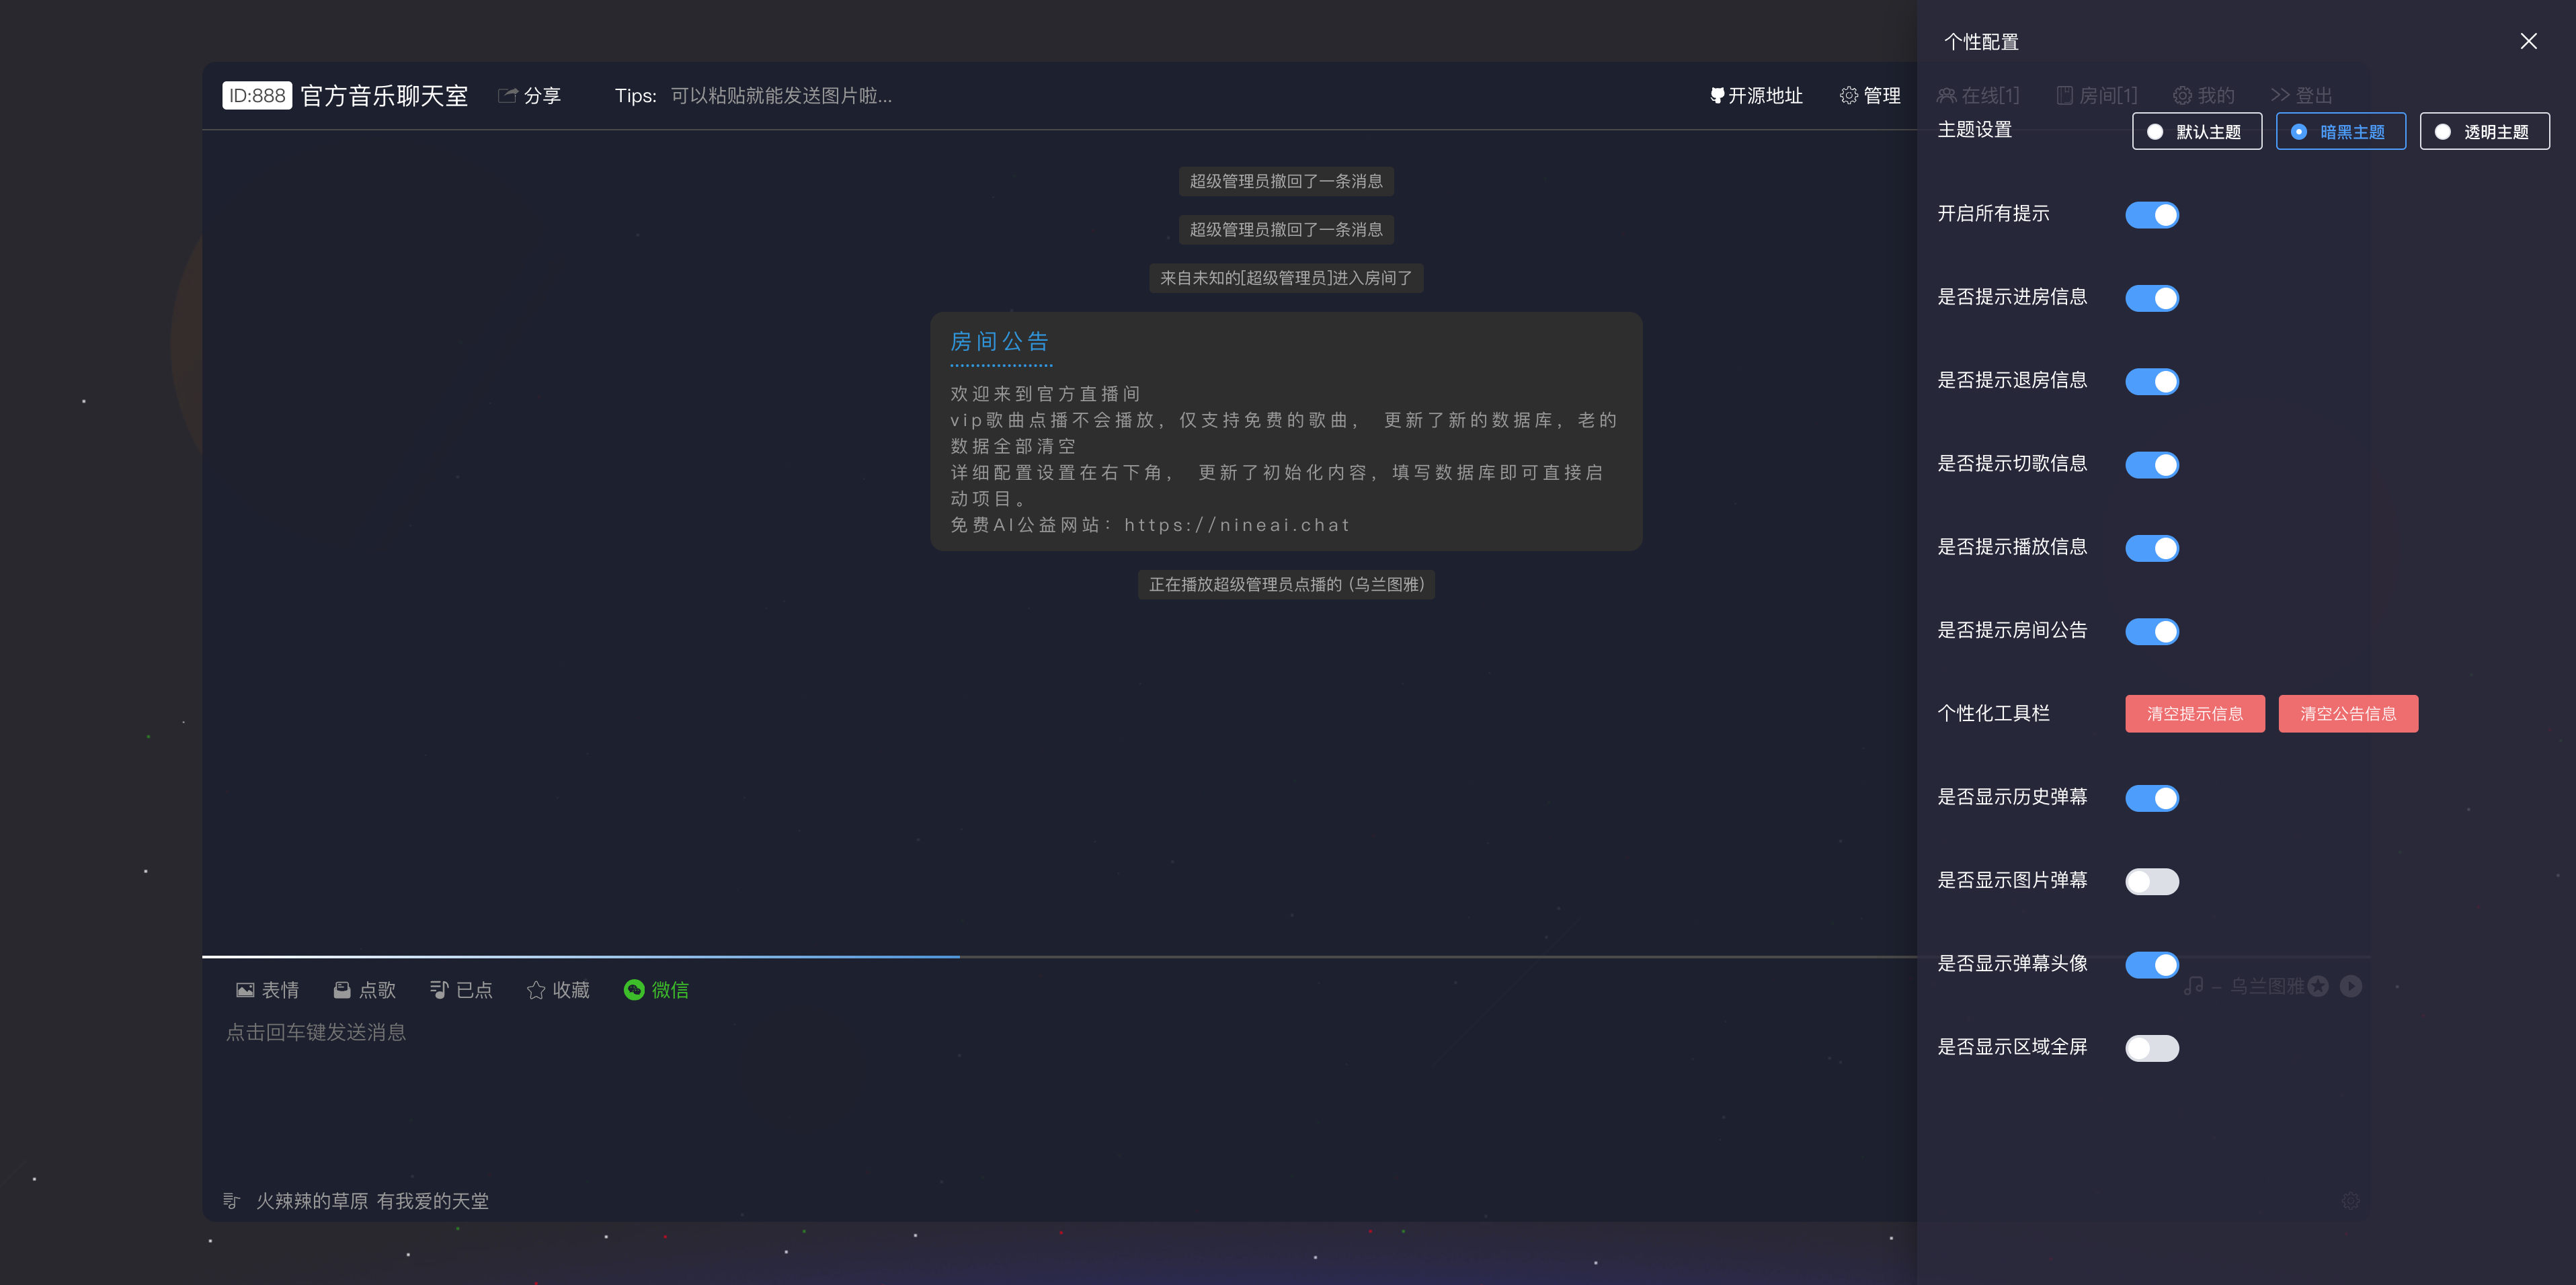 个性配置
ID:888 官方音乐聊天室 分享 Tips: 可以粘贴就能发送图片啦... 开源地址 管理 在线[1] 房间[1] 我的 登出
主题设置 默认主题 暗黑主题 透明主题
超级管理员撤回了一条消息
开启所有提示
超级管理员撤回了一条消息
来自未知的[超级管理员]进入房间了
是否提示进房信息
房间公告
是否提示退房信息
欢迎来到官方直播间
vip歌曲点播不会播放，仅支持免费的歌曲， 更新了新的数据库，老的
数据全部清空
是否提示切歌信息
详细配置设置在右下角， 更新了初始化内容，填写数据库即可直接启
动项目。
免费AI公益网站：https://nineai.chat
是否提示播放信息
正在播放超级管理员点播的 (乌兰图雅)
是否提示房间公告
个性化工具栏 清空提示信息 清空公告信息
是否显示历史弹幕
是否显示图片弹幕
是否显示弹幕头像
表情 点歌 已点 收藏 微信 – 乌兰图雅
点击回车键发送消息
是否显示区域全屏
火辣辣的草原 有我爱的天堂